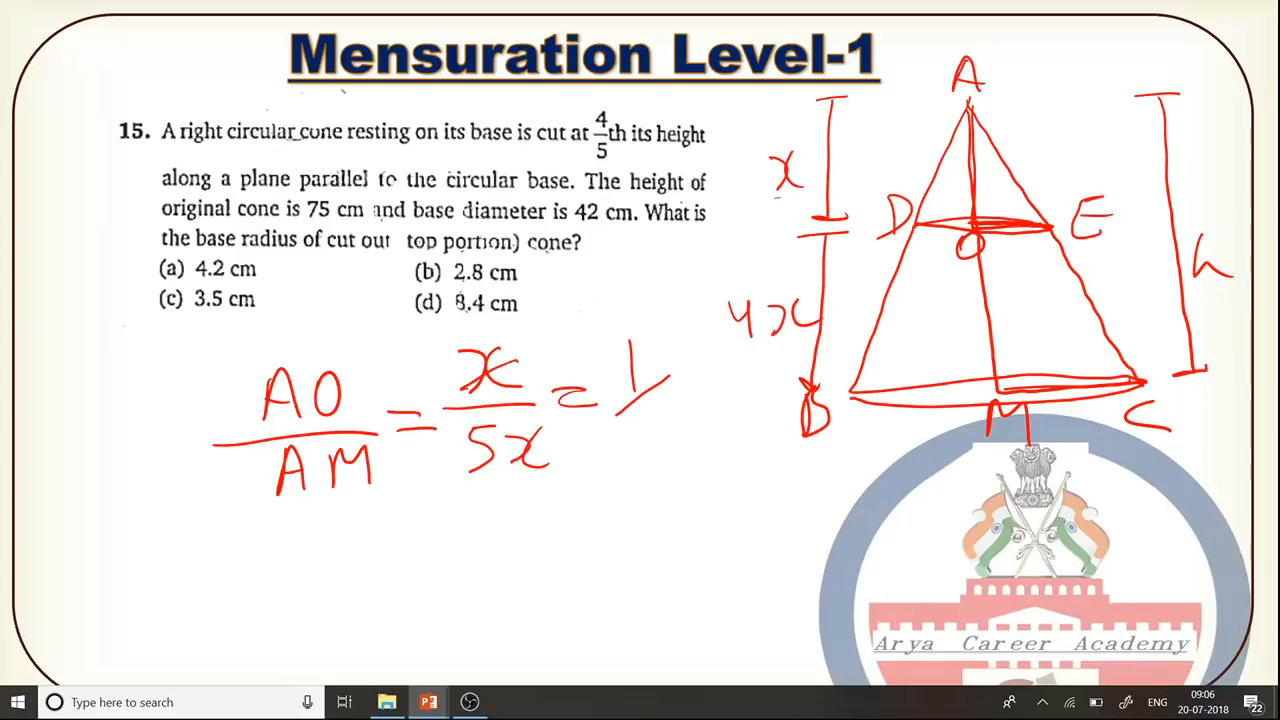 Mensuration Level-1
15. A right circular cone resting on its base is cut at 4/5 th its height
along a plane parallel to the circular base. The height of
original cone is 75 cm and base diameter is 42 cm. What is
the base radius of cut out top portion) cone?
(a) 4.2 cm (b) 2.8 cm
(c) 3.5 cm (d) 8.4 cm
AO/AM = x/5x = 1/
A
x
D E
O
h
4x
B M C
Arya Career Academy
Type here to search
ENG
09:06
20-07-2018
22